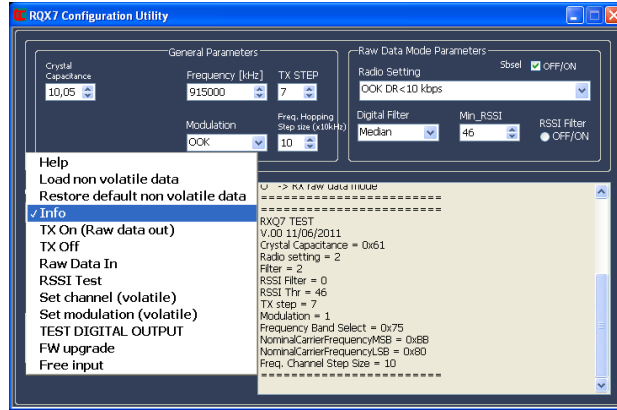 RQX7 Configuration Utility
General Parameters
Crystal
Capacitance
10,05
Frequency [kHz]
915000
TX STEP
7
Modulation
OOK
Freq. Hopping
Step size (x10kHz)
10
Raw Data Mode Parameters
Radio Setting
Sbsel
OFF/ON
OOK DR<10 kbps
Digital Filter
Median
Min_RSSI
46
RSSI Filter
OFF/ON
Help
Load non volatile data
Restore default non volatile data
✓Info
TX On (Raw data out)
TX Off
Raw Data In
RSSI Test
Set channel (volatile)
Set modulation (volatile)
TEST DIGITAL OUTPUT
FW upgrade
Free input
-> RX raw data mode
========================
========================
RXQ7 TEST
V.00 11/06/2011
Crystal Capacitance = 0x61
Radio setting = 2
Filter = 2
RSSI Filter = 0
RSSI Thr = 46
TX step = 7
Modulation = 1
Frequency Band Select = 0x75
NominalCarrierFrequencyMSB = 0xBB
NominalCarrierFrequencyLSB = 0x80
Freq. Channel Step Size = 10
========================